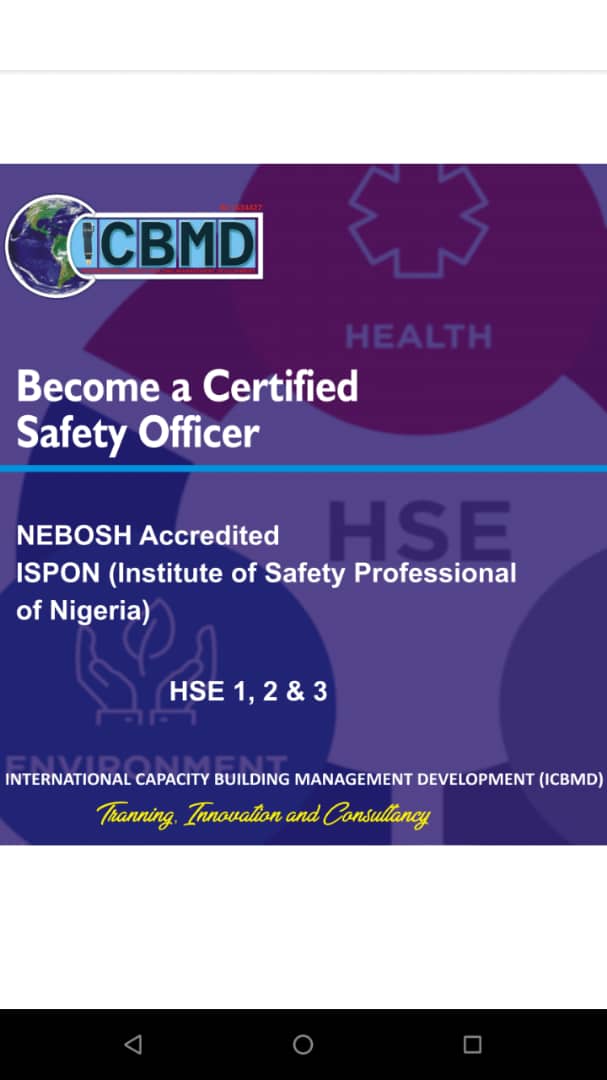 ICBMD
HEALTH
Become a Certified
Safety Officer
HSE
NEBOSH Accredited
ISPON (Institute of Safety Professional
of Nigeria)
HSE 1, 2 & 3
ENVIRONMENT
INTERNATIONAL CAPACITY BUILDING MANAGEMENT DEVELOPMENT (ICBMD)
Tranning, Innovation and Consultancy